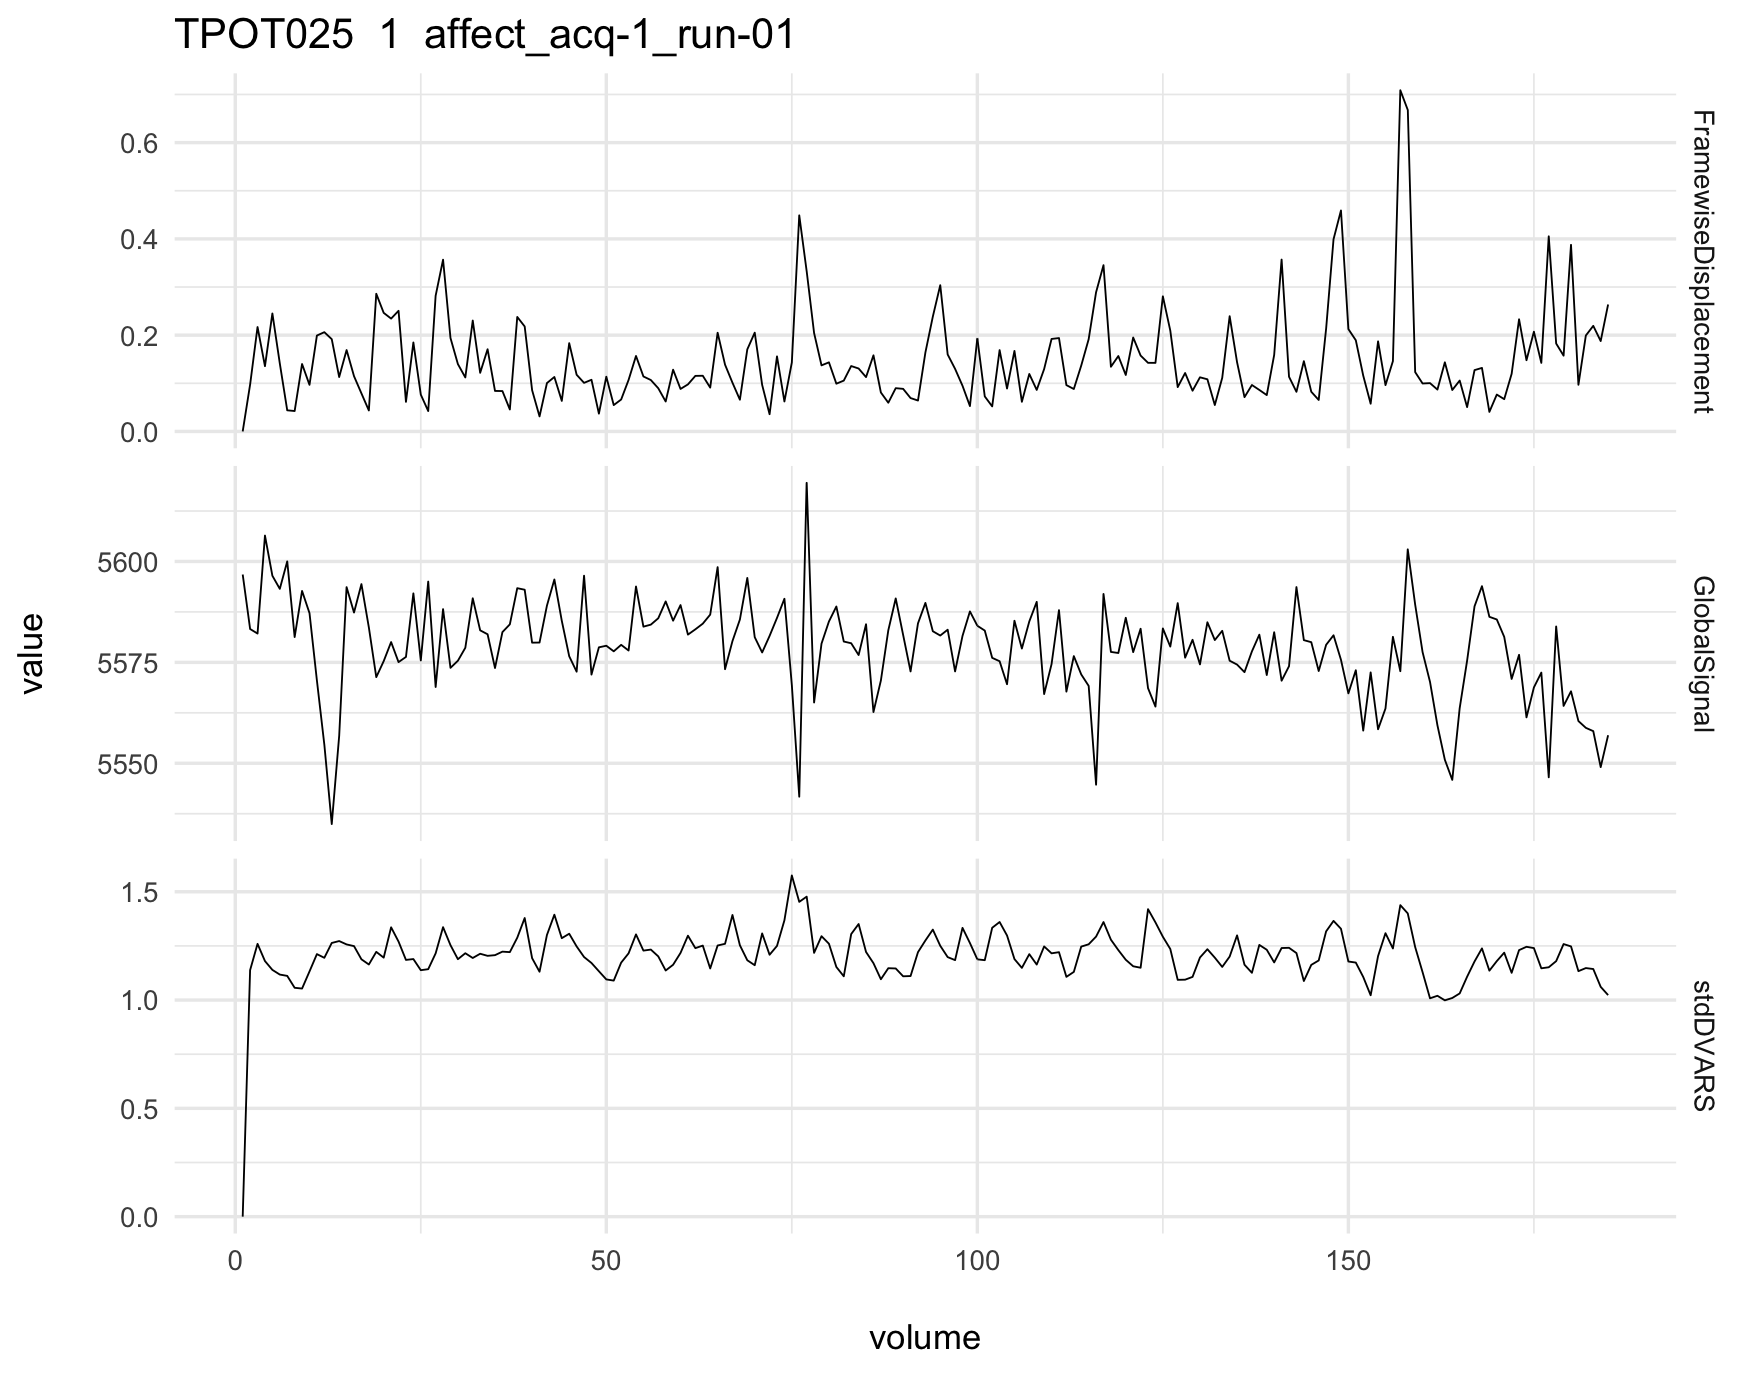 TPOT025 1 affect_acq-1_run-01
value
0.6
0.4
0.2
0.0
FramewiseDisplacement
5600
5575
5550
GlobalSignal
1.5
1.0
0.5
0.0
stdDVARS
0 50 100 150
volume